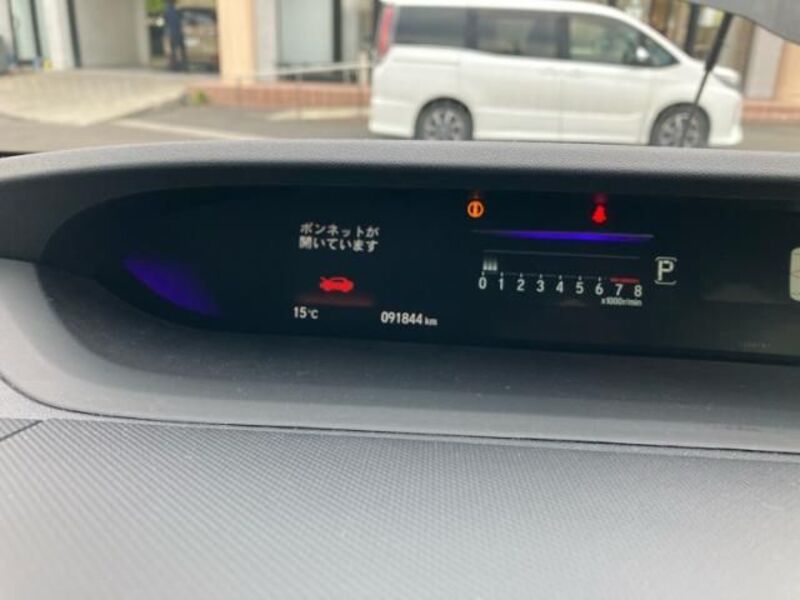 ボンネットが
開いています
15℃
091844 km
0 1 2 3 4 5 6 7 8
x1000r/min
P